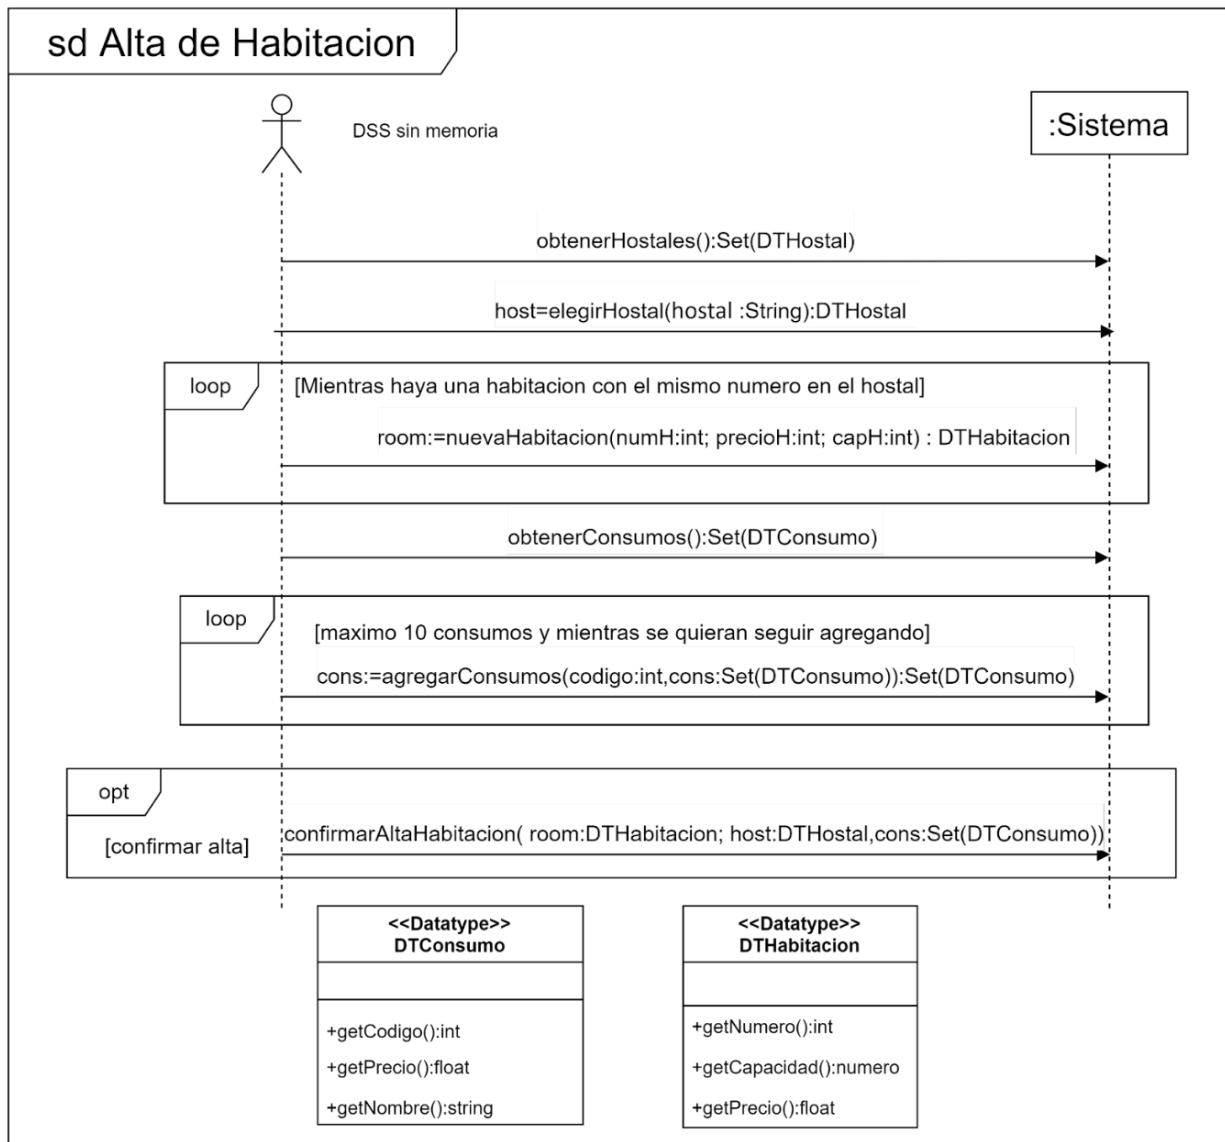 sd Alta de Habitacion
DSS sin memoria
:Sistema
obtenerHostales():Set(DTHostal)
host=elegirHostal(hostal :String):DTHostal
loop
[Mientras haya una habitacion con el mismo numero en el hostal]
room:=nuevaHabitacion(numH:int; precioH:int; capH:int) : DTHabitacion
obtenerConsumos():Set(DTConsumo)
loop
[maximo 10 consumos y mientras se quieran seguir agregando]
cons:=agregarConsumos(codigo:int,cons:Set(DTConsumo)):Set(DTConsumo)
opt
[confirmar alta]
confirmarAltaHabitacion( room:DTHabitacion; host:DTHostal,cons:Set(DTConsumo))
<<Datatype>>
DTConsumo
+getCodigo():int
+getPrecio():float
+getNombre():string
<<Datatype>>
DTHabitacion
+getNumero():int
+getCapacidad():numero
+getPrecio():float